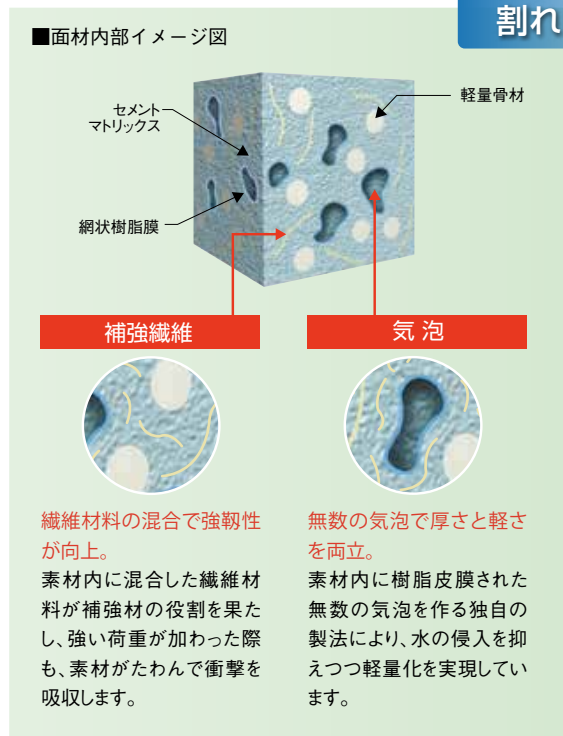 割れ
■面材内部イメージ図
軽量骨材
セメント
マトリックス
網状樹脂膜
補強繊維
気 泡
繊維材料の混合で強靱性
が向上。
素材内に混合した繊維材
料が補強材の役割を果た
し、強い荷重が加わった際
も、素材がたわんで衝撃を
吸収します。
無数の気泡で厚さと軽さ
を両立。
素材内に樹脂皮膜された
無数の気泡を作る独自の
製法により、水の侵入を抑
えつつ軽量化を実現してい
ます。